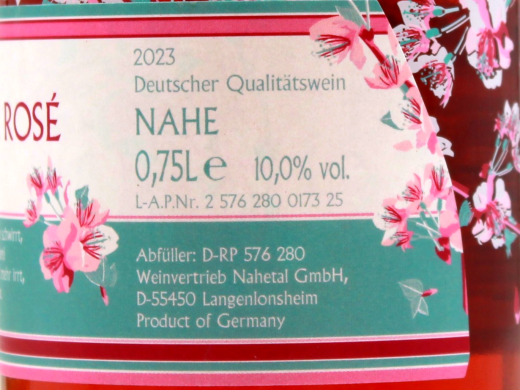 ROSÉ
2023
Deutscher Qualitätswein
NAHE
0,75L e 10,0% vol.
L-A.P.Nr. 2 576 280 0173 25
Abfüller: D-RP 576 280
Weinvertrieb Nahetal GmbH,
D-55450 Langenlonsheim
Product of Germany